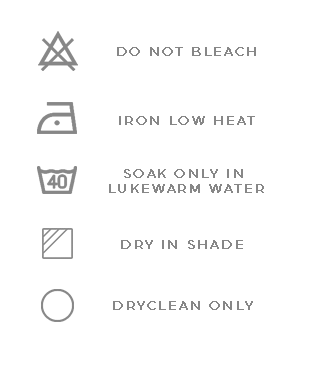 DO NOT BLEACH
IRON LOW HEAT
40
SOAK ONLY IN
LUKEWARM WATER
DRY IN SHADE
DRYCLEAN ONLY